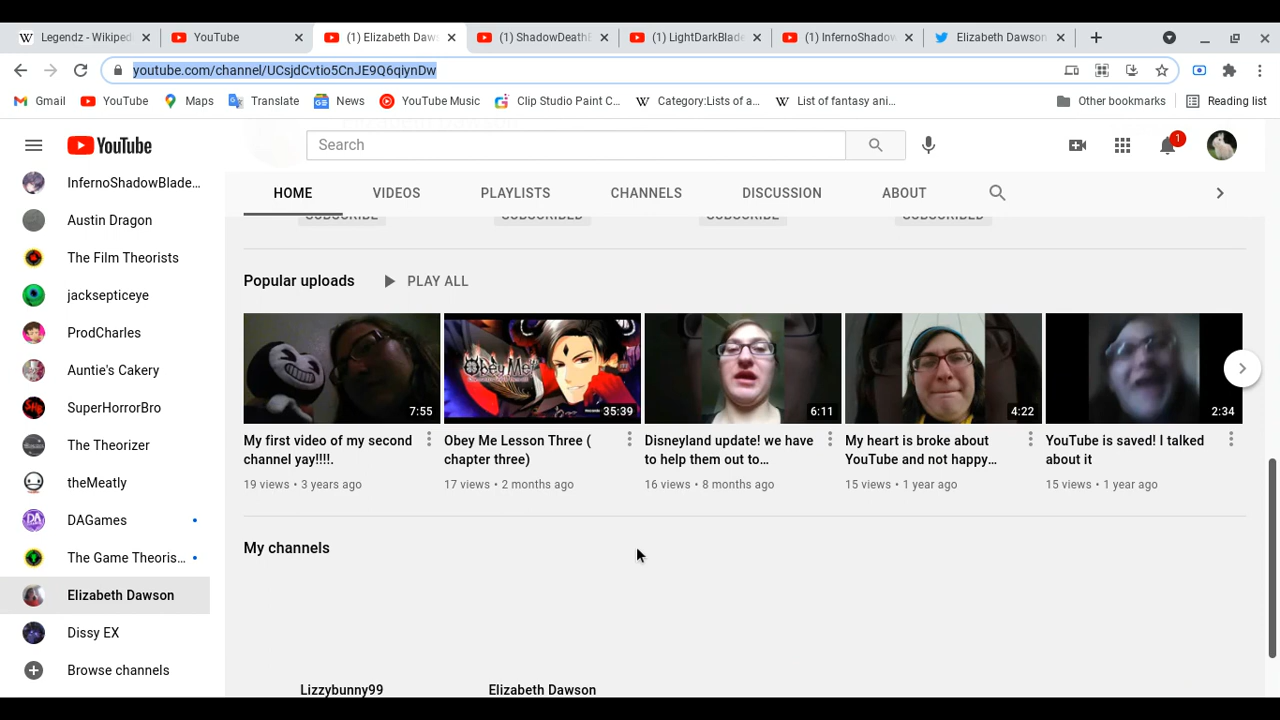 Legendz - Wikiped
YouTube
(1) Elizabeth Daw
(1) ShadowDeathB
(1) LightDarkBlade
(1) InfernoShadow
Elizabeth Dawson
youtube.com/channel/UCsjdCvtio5CnJE9Q6qiynDw
Gmail
YouTube
Maps
Translate
News
YouTube Music
Clip Studio Paint C...
Category:Lists of a...
List of fantasy ani...
Other bookmarks
Reading list
YouTube
Search
1
HOME
VIDEOS
PLAYLISTS
CHANNELS
DISCUSSION
ABOUT
SUBSCRIBE
SUBSCRIBED
SUBSCRIBE
SUBSCRIBED
InfernoShadowBlade...
Austin Dragon
The Film Theorists
jacksepticeye
ProdCharles
Auntie's Cakery
SuperHorrorBro
The Theorizer
theMeatly
DAGames
The Game Theoris...
Elizabeth Dawson
Dissy EX
Browse channels
Popular uploads
PLAY ALL
7:55
My first video of my second
channel yay!!!!.
19 views • 3 years ago
Obey Me!
35:39
Obey Me Lesson Three (
chapter three)
17 views • 2 months ago
6:11
Disneyland update! we have
to help them out to...
16 views • 8 months ago
4:22
My heart is broke about
YouTube and not happy...
15 views • 1 year ago
2:34
YouTube is saved! I talked
about it
15 views • 1 year ago
My channels
Lizzybunny99
Elizabeth Dawson